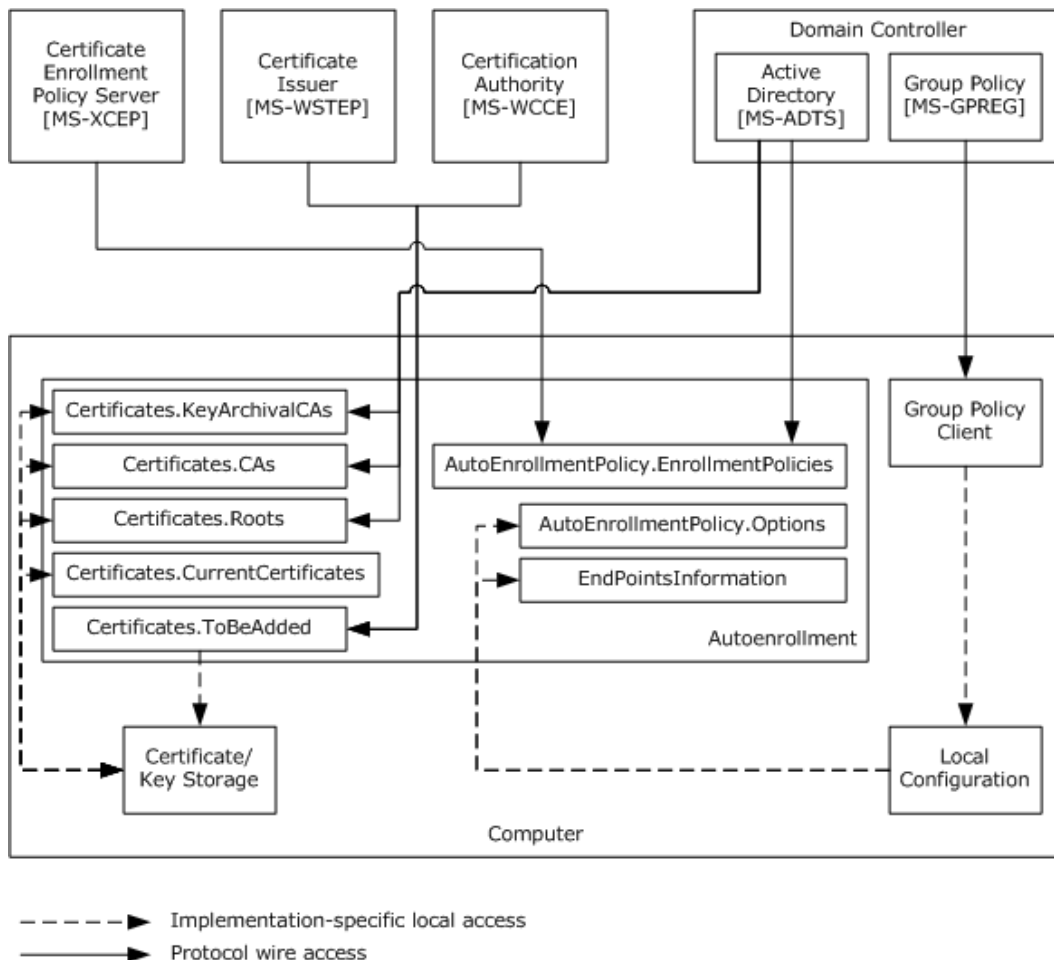 Certificate
Enrollment
Policy Server
[MS-XCEP]
Certificate
Issuer
[MS-WSTEP]
Certification
Authority
[MS-WCCE]
Domain Controller
Active
Directory
[MS-ADTS]
Group Policy
[MS-GPREG]
Certificates.KeyArchivalCAs
Certificates.CAs
Certificates.Roots
Certificates.CurrentCertificates
Certificates.ToBeAdded
AutoEnrollmentPolicy.EnrollmentPolicies
AutoEnrollmentPolicy.Options
EndPointsInformation
Autoenrollment
Group Policy
Client
Certificate/
Key Storage
Local
Configuration
Computer
Implementation-specific local access
Protocol wire access